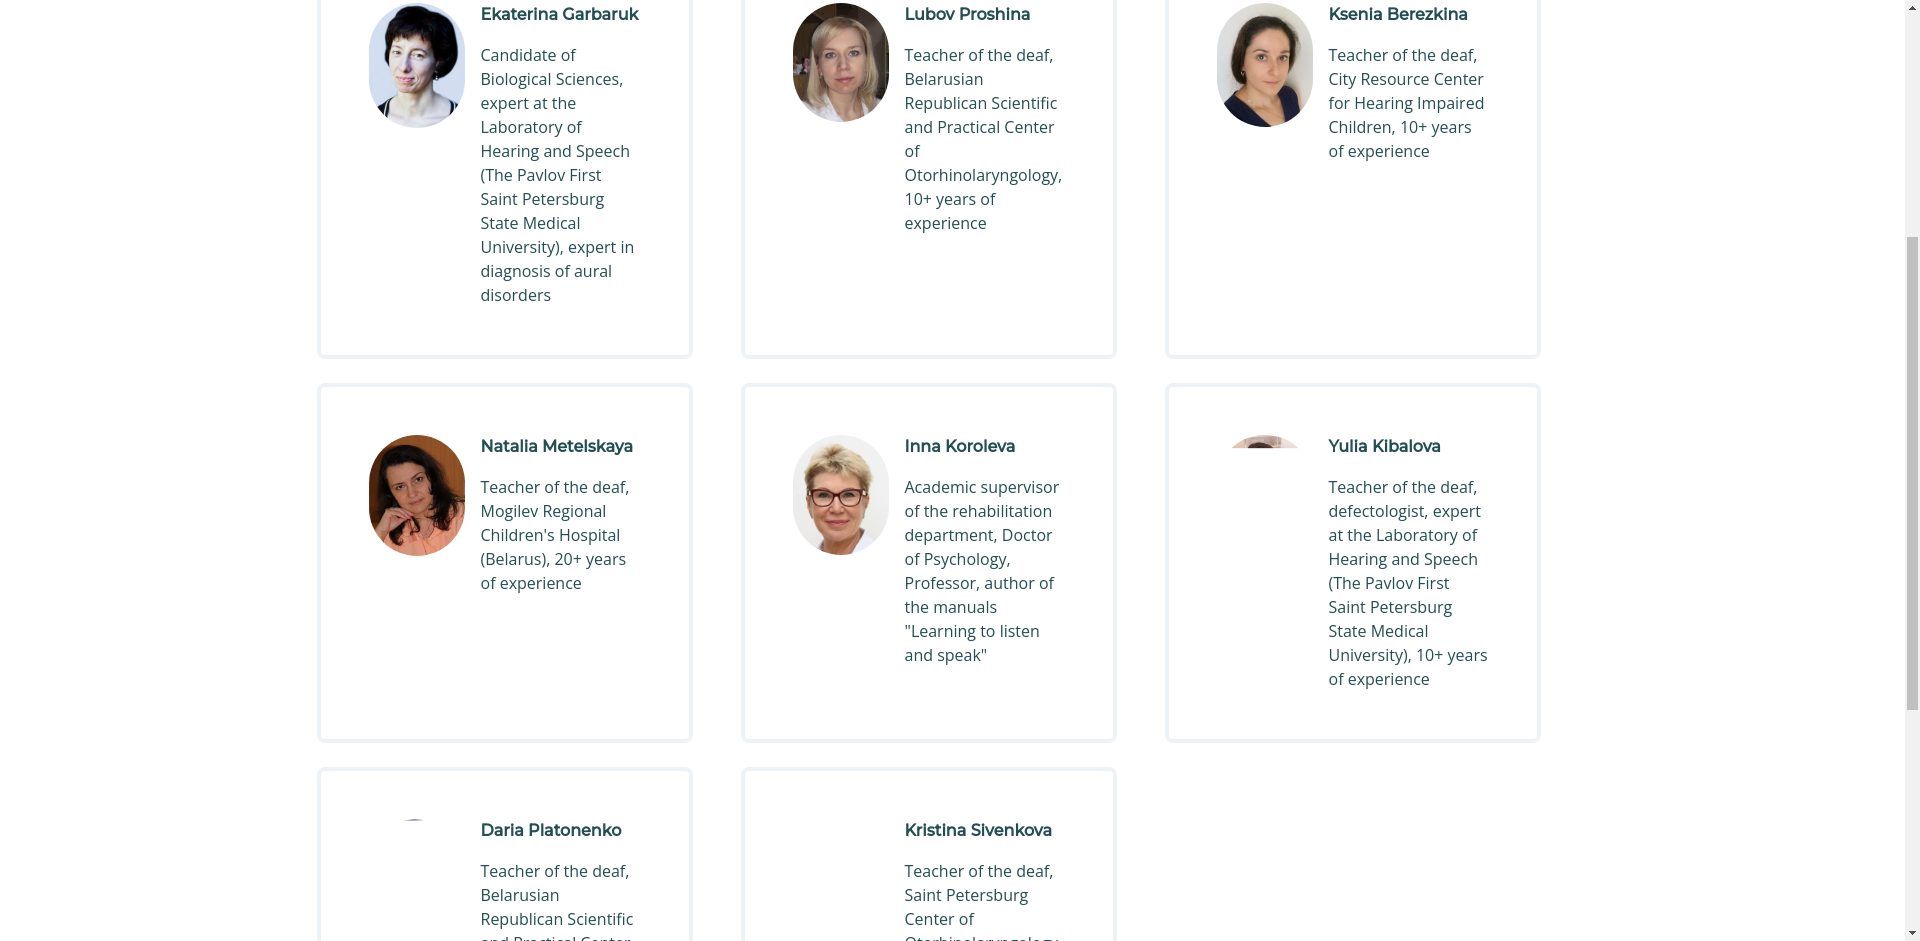 Ekaterina Garbaruk
Candidate of
Biological Sciences,
expert at the
Laboratory of
Hearing and Speech
(The Pavlov First
Saint Petersburg
State Medical
University), expert in
diagnosis of aural
disorders
Lubov Proshina
Teacher of the deaf,
Belarusian
Republican Scientific
and Practical Center
of
Otorhinolaryngology,
10+ years of
experience
Ksenia Berezkina
Teacher of the deaf,
City Resource Center
for Hearing Impaired
Children, 10+ years
of experience
Natalia Metelskaya
Teacher of the deaf,
Mogilev Regional
Children's Hospital
(Belarus), 20+ years
of experience
Inna Koroleva
Academic supervisor
of the rehabilitation
department, Doctor
of Psychology,
Professor, author of
the manuals
"Learning to listen
and speak"
Yulia Kibalova
Teacher of the deaf,
defectologist, expert
at the Laboratory of
Hearing and Speech
(The Pavlov First
Saint Petersburg
State Medical
University), 10+ years
of experience
Daria Platonenko
Teacher of the deaf,
Belarusian
Republican Scientific
and Practical Center
Kristina Sivenkova
Teacher of the deaf,
Saint Petersburg
Center of
Otorhinolaryngology